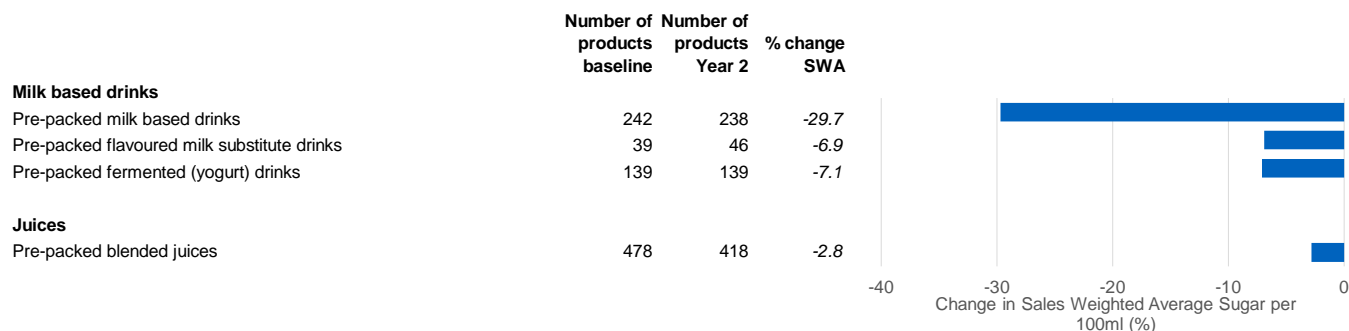 Number of Number of
products products % change
baseline Year 2 SWA
Milk based drinks
Pre-packed milk based drinks 242 238 -29.7
Pre-packed flavoured milk substitute drinks 39 46 -6.9
Pre-packed fermented (yogurt) drinks 139 139 -7.1
Juices
Pre-packed blended juices 478 418 -2.8
-40 -30 -20 -10 0
Change in Sales Weighted Average Sugar per
100ml (%)